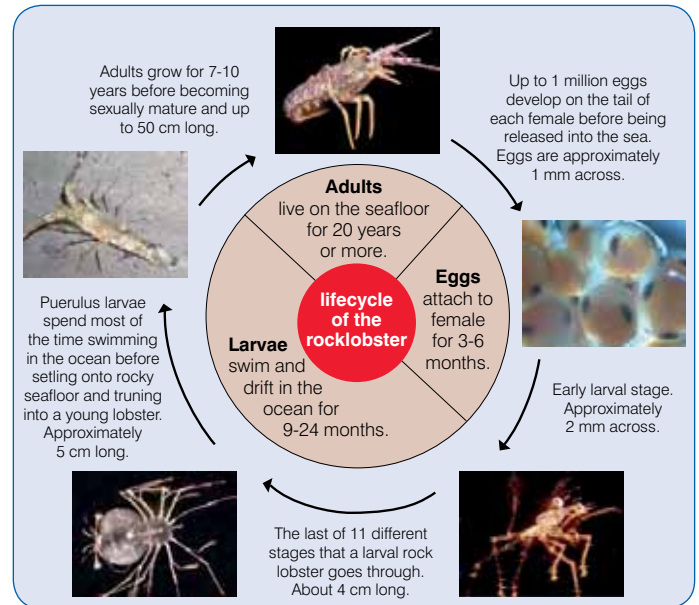 Adults grow for 7-10
years before becoming
sexually mature and up
to 50 cm long.
Up to 1 million eggs
develop on the tail of
each female before being
released into the sea.
Eggs are approximately
1 mm across.
Adults
live on the seafloor
for 20 years
or more.
Eggs
attach to
female
for 3-6
months.
lifecycle
of the
rocklobster
Larvae
swim and
drift in the
ocean for
9-24 months.
Puerulus larvae
spend most of
the time swimming
in the ocean before
setling onto rocky
seafloor and truning
into a young lobster.
Approximately
5 cm long.
Early larval stage.
Approximately
2 mm across.
The last of 11 different
stages that a larval rock
lobster goes through.
About 4 cm long.